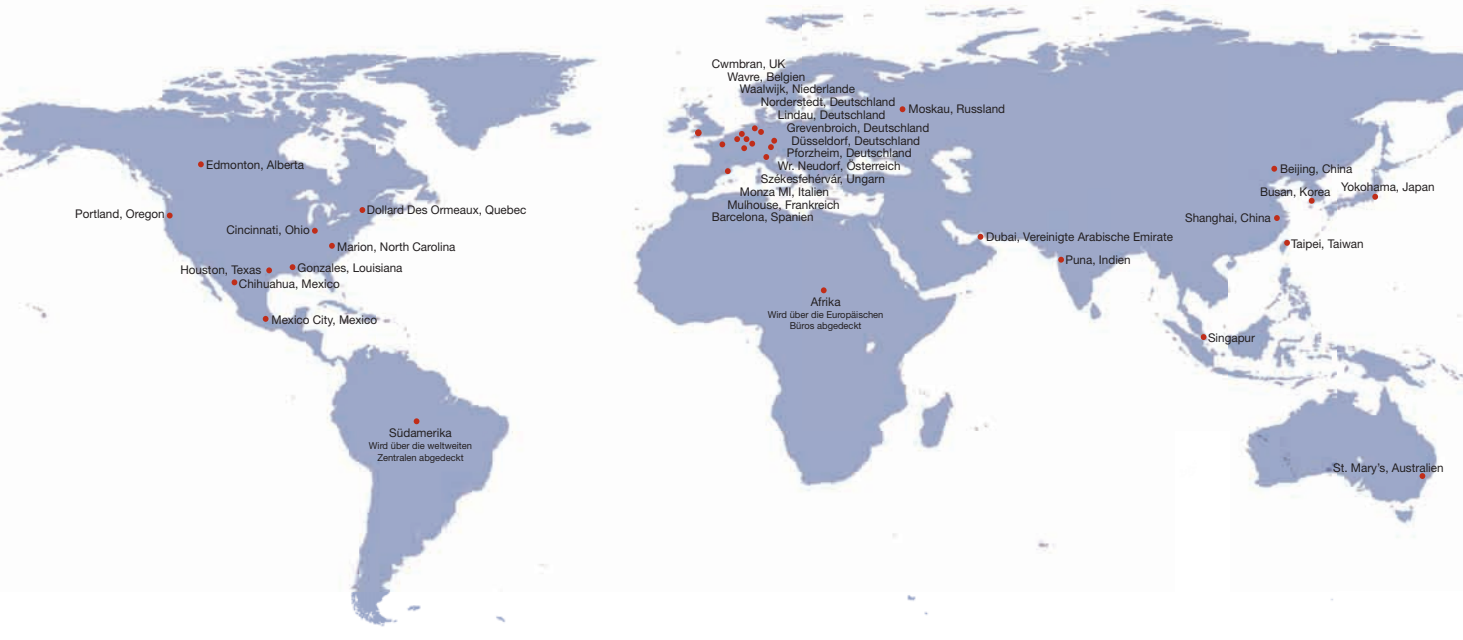 Cwmbran, UK
Wavre, Belgien
Waalwijk, Niederlande
Norderstedt, Deutschland
Lindau, Deutschland
Grevenbroich, Deutschland
Düsseldorf, Deutschland
Pforzheim, Deutschland
Wr. Neudorf, Österreich
Székesfehérvár, Ungarn
Monza MI, Italien
Mulhouse, Frankreich
Barcelona, Spanien
Moskau, Russland
Edmonton, Alberta
Portland, Oregon
Dollard Des Ormeaux, Quebec
Cincinnati, Ohio
Marion, North Carolina
Houston, Texas
Gonzales, Louisiana
Chihuahua, Mexico
Mexico City, Mexico
Südamerika
Wird über die weltweiten
Zentralen abgedeckt
Afrika
Wird über die Europäischen
Büros abgedeckt
Dubai, Vereinigte Arabische Emirate
Puna, Indien
Beijing, China
Busan, Korea
Yokohama, Japan
Shanghai, China
Taipei, Taiwan
Singapur
St. Mary's, Australien